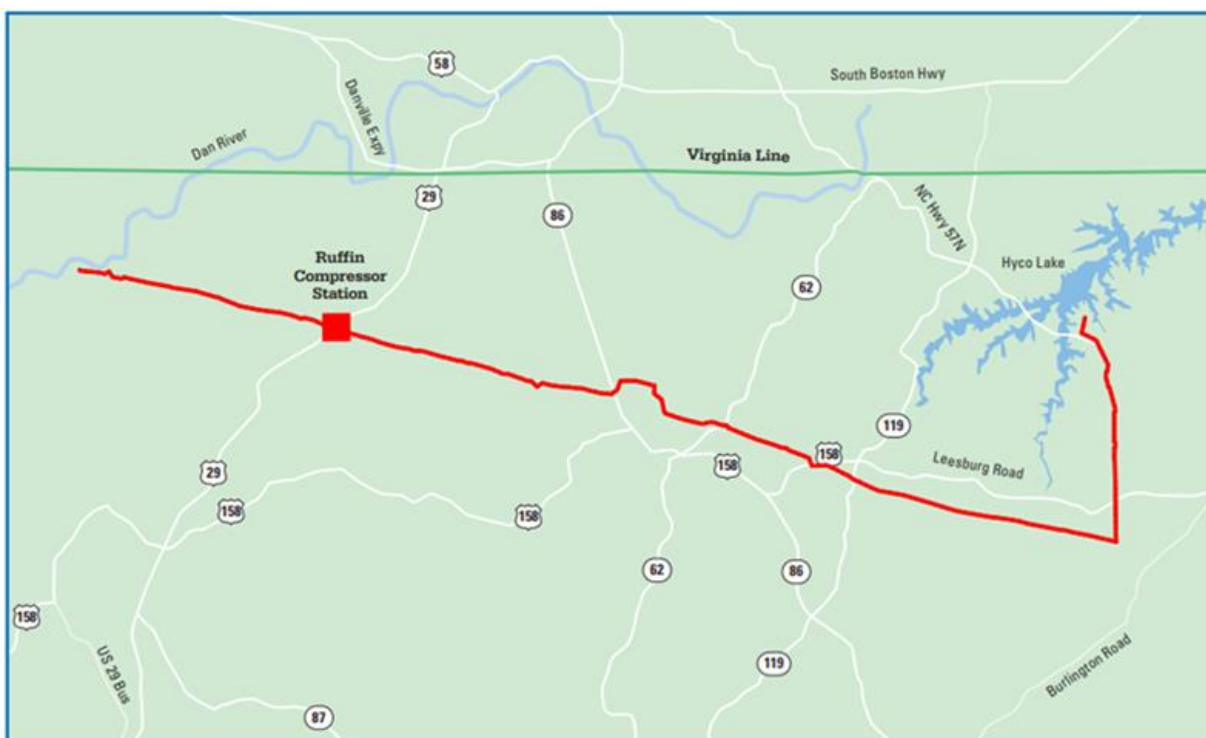 58
South Boston Hwy
Danville Expy
Dan River
Virginia Line
29
86
NC Hwy 57N
Ruffin
Compressor
Station
Hyco Lake
62
119
158
Leesburg Road
158
29
158
158
62
86
158
US 29 Bus
119
Burlington Road
87